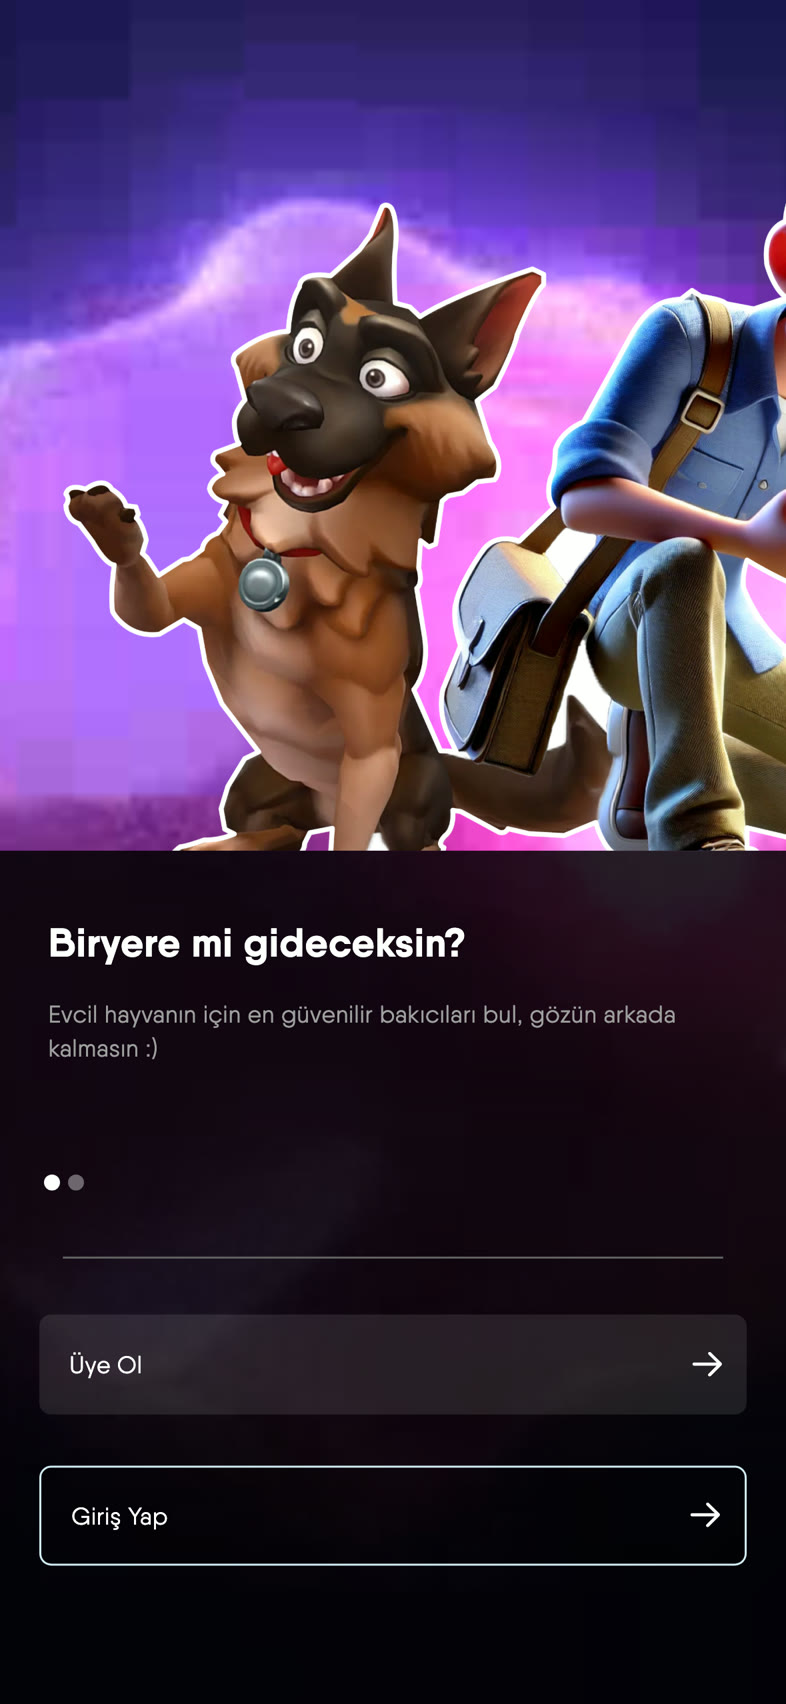 Biryere mi gideceksin?
Evcil hayvanın için en güvenilir bakıcıları bul, gözün arkada
kalmasın :)
Üye Ol
Giriş Yap